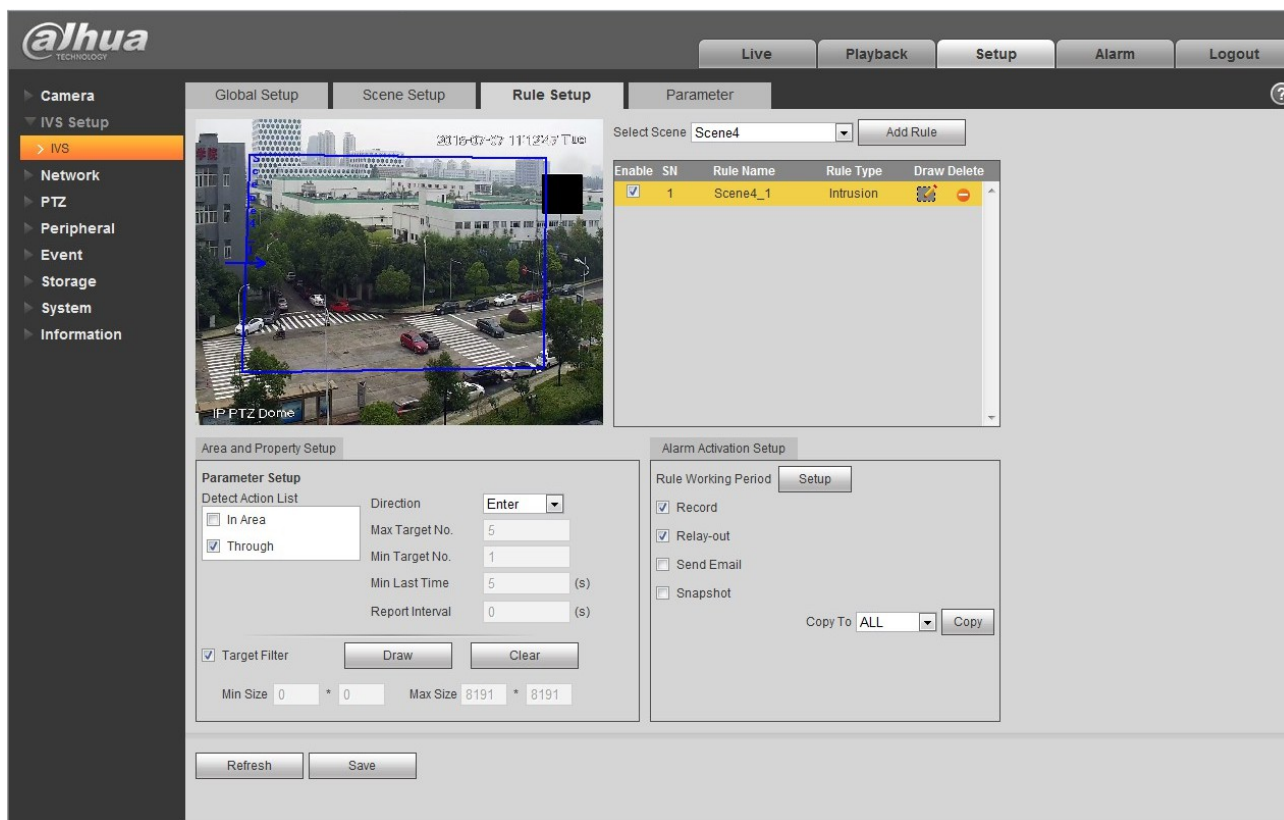 alhua
TECHNOLOGY
Live
Playback
Setup
Alarm
Logout
Camera
IVS Setup
> IVS
Network
PTZ
Peripheral
Event
Storage
System
Information
Global Setup
Scene Setup
Rule Setup
Parameter
?
学院
IP PTZ Dome
Select Scene Scene4
Add Rule
Enable SN Rule Name Rule Type Draw Delete
1 Scene4_1 Intrusion
Area and Property Setup
Parameter Setup
Detect Action List
In Area
Through
Direction Enter
Max Target No. 5
Min Target No. 1
Min Last Time 5 (s)
Report Interval 0 (s)
Target Filter Draw Clear
Min Size 0 * 0 Max Size 8191 * 8191
Alarm Activation Setup
Rule Working Period Setup
Record
Relay-out
Send Email
Snapshot
Copy To ALL Copy
Refresh Save